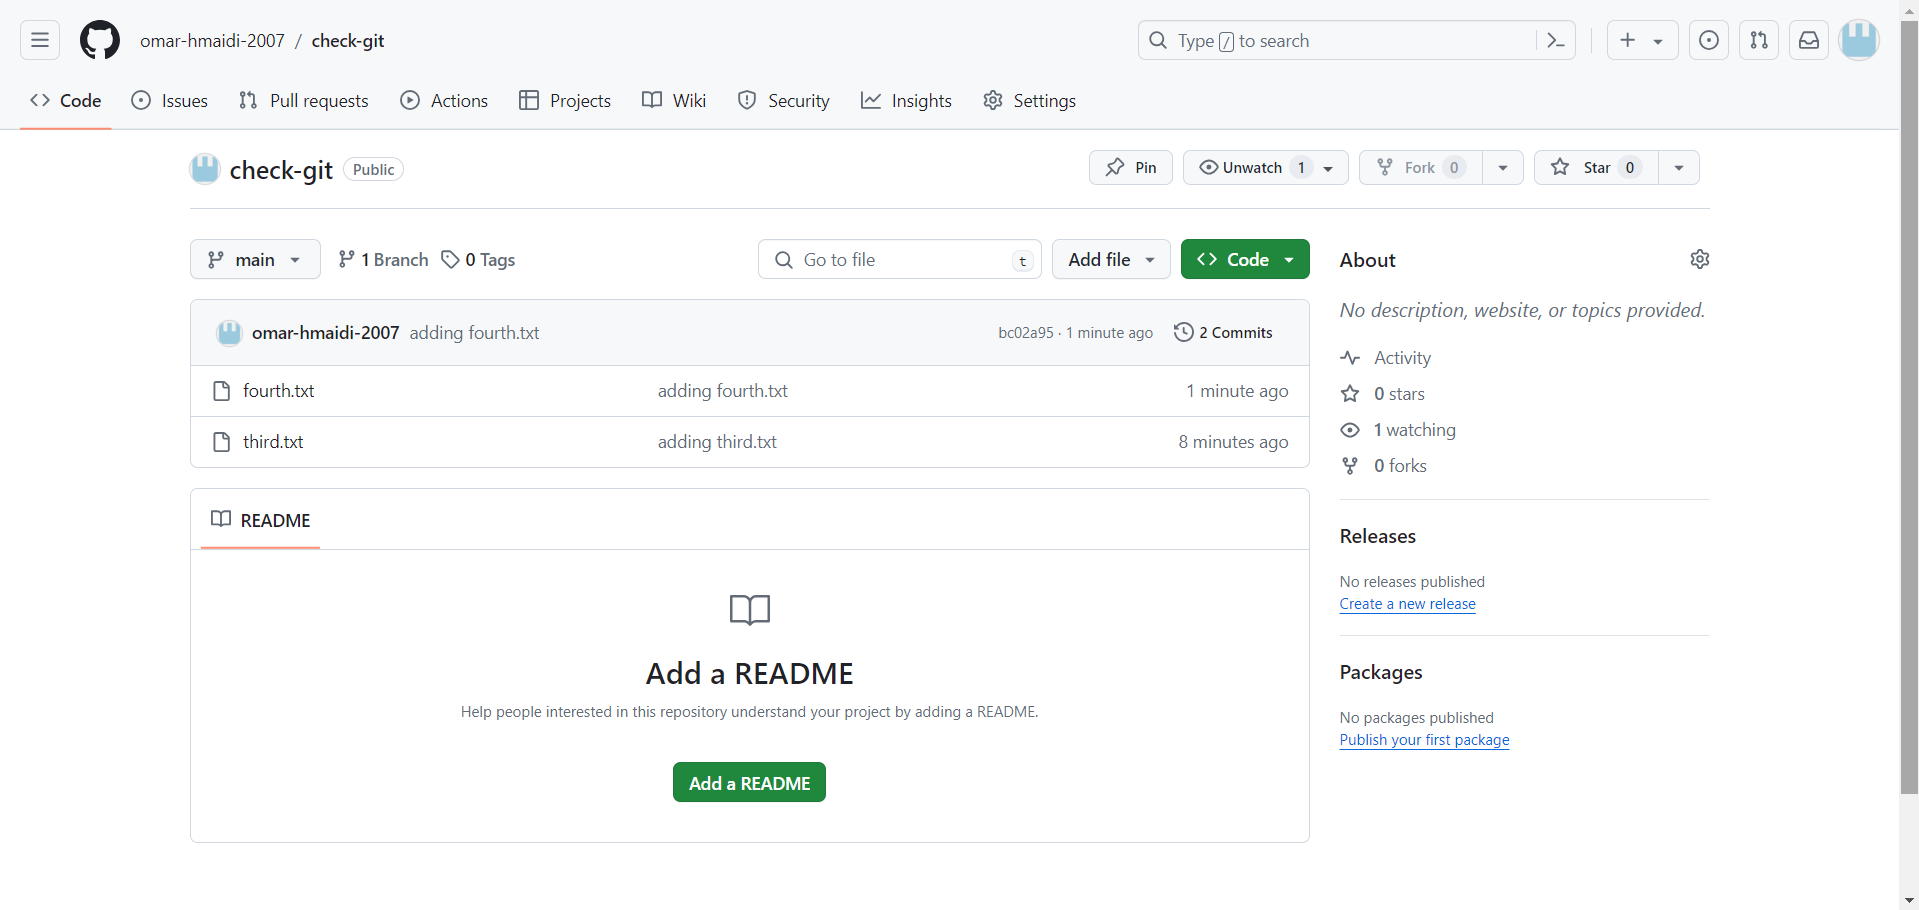 omar-hmaidi-2007 / check-git
Type / to search
Code Issues Pull requests Actions Projects Wiki Security Insights Settings
check-git Public
Pin Unwatch 1 Fork 0 Star 0
main 1 Branch 0 Tags
Go to file t
Add file
Code
omar-hmaidi-2007 adding fourth.txt bc02a95 · 1 minute ago 2 Commits
fourth.txt adding fourth.txt 1 minute ago
third.txt adding third.txt 8 minutes ago
README
Add a README
Help people interested in this repository understand your project by adding a README.
Add a README
About
No description, website, or topics provided.
Activity
0 stars
1 watching
0 forks
Releases
No releases published
Create a new release
Packages
No packages published
Publish your first package